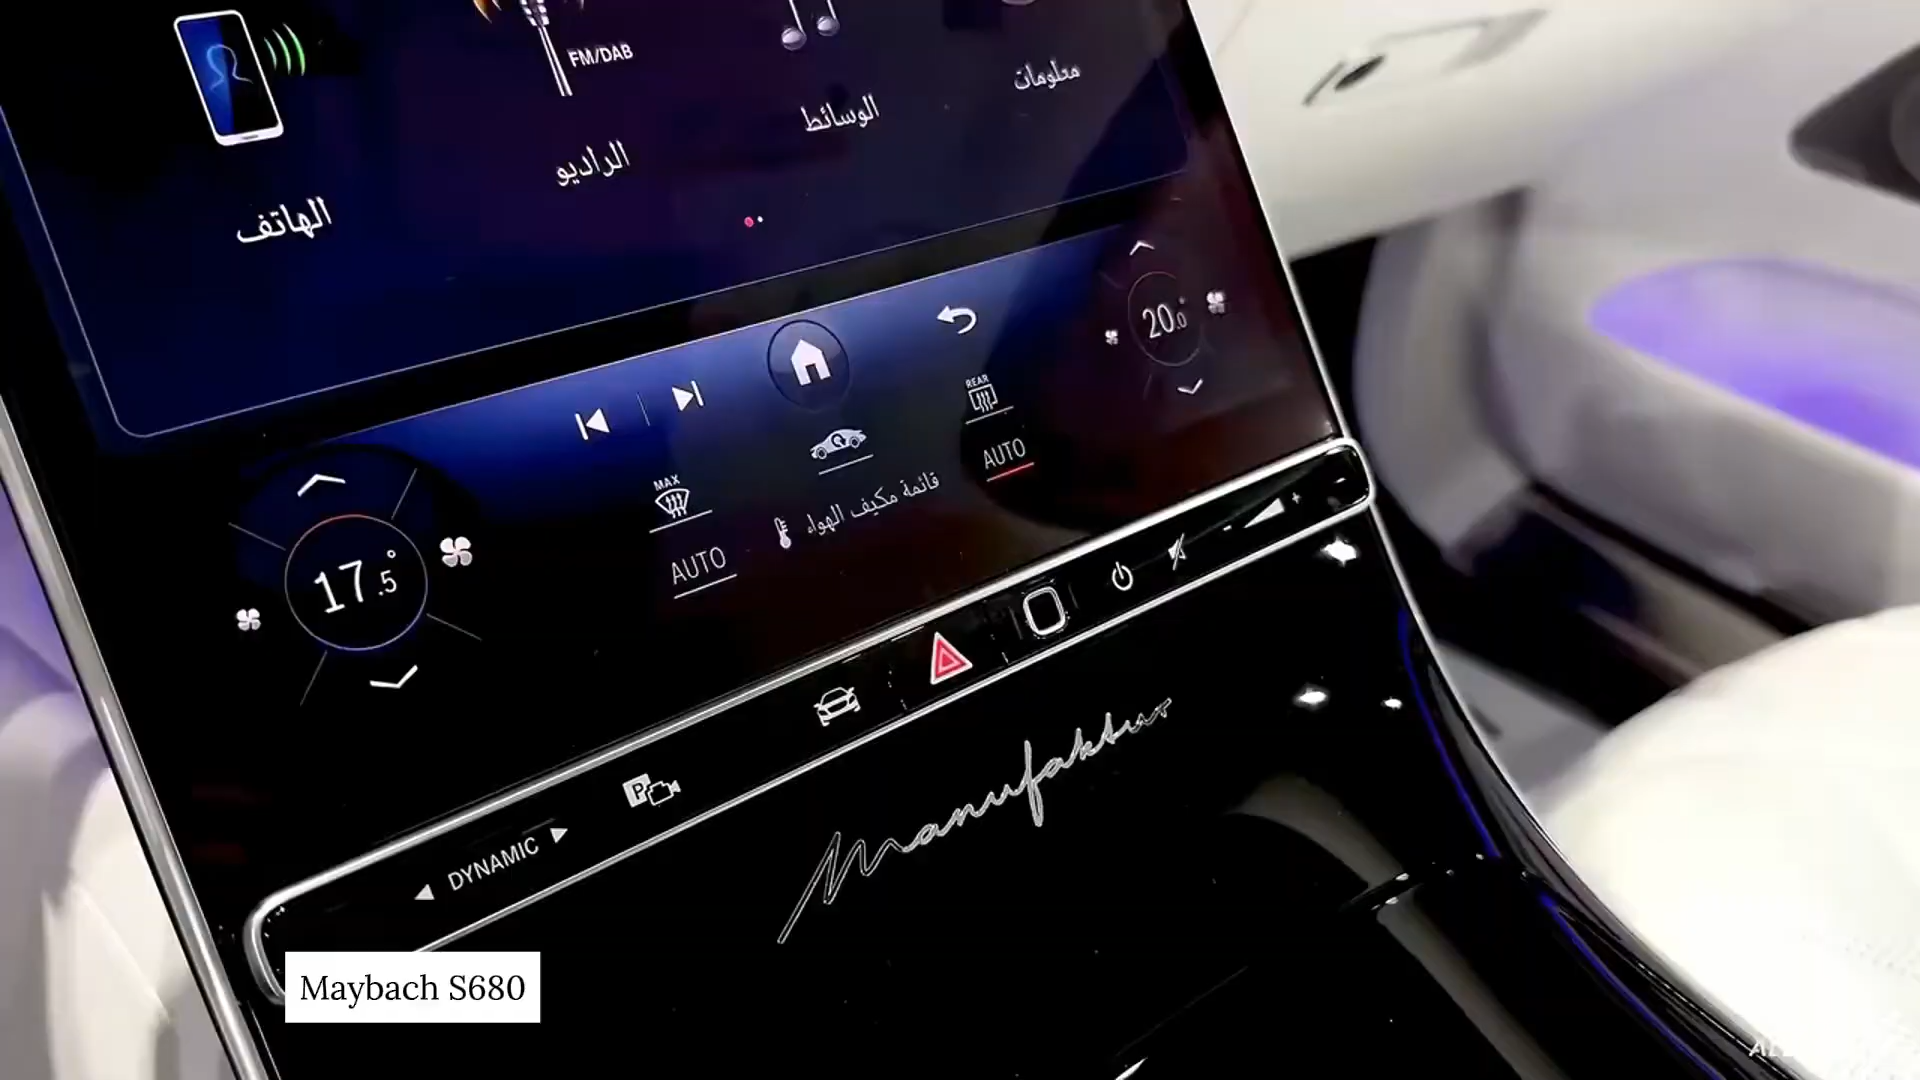 FM/DAB
معلومات
الوسائط
الراديو
الهاتف
20.0°
REAR
AUTO
MAX
قائمة مكيف الهواء
AUTO
17.5°
P
DYNAMIC
Manufaktur
Maybach S680